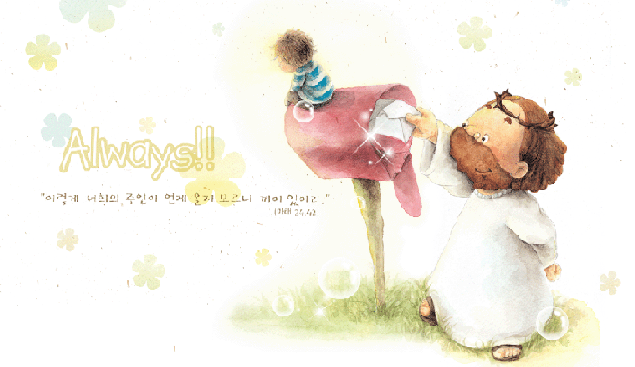 Always!!
"이렇게 너희의 주인이 언제 올지 모르니 깨어 있어라."
(마태 24,42)